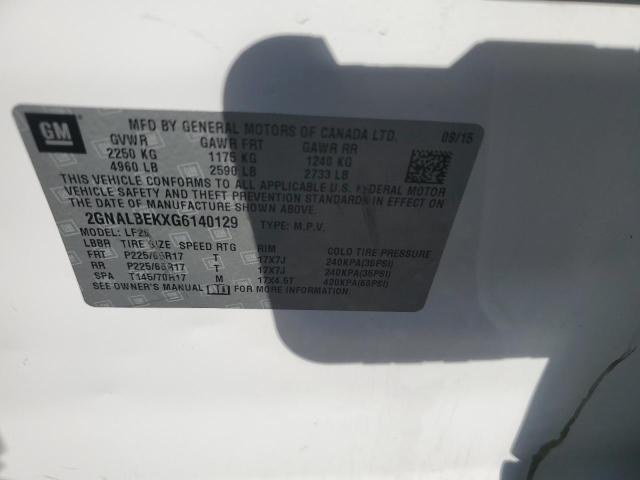 GM
MFD BY GENERAL MOTORS OF CANADA LTD. 09/15
GVWR GAWR FRT GAWR RR
2250 KG 1175 KG 1240 KG
4960 LB 2590 LB 2733 LB
THIS VEHICLE CONFORMS TO ALL APPLICABLE U.S. FEDERAL MOTOR
VEHICLE SAFETY AND THEFT PREVENTION STANDARDS IN EFFECT ON
THE DATE OF MANUFACTURE SHOWN ABOVE.
2GNALBEKXG6140129 TYPE: M.P.V.
MODEL: LF26
TIRE SIZE SPEED RTG RIM COLD TIRE PRESSURE
FRT P225/65R17 T 17X7J 240KPA(35PSI)
RR P225/65R17 T 17X7J 240KPA(35PSI)
SPA T145/70R17 M 17X4.5T 420KPA(60PSI)
SEE OWNER'S MANUAL FOR MORE INFORMATION.